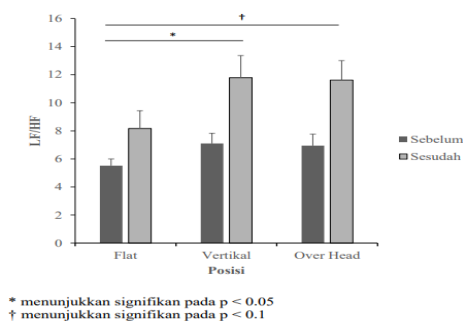 †
*
16
14
12
10
8
6
4
2
0
LF/HF
Flat Vertikal Over Head
Posisi
Sebelum
Sesudah
* menunjukkan signifikan pada p < 0.05
† menunjukkan signifikan pada p < 0.1